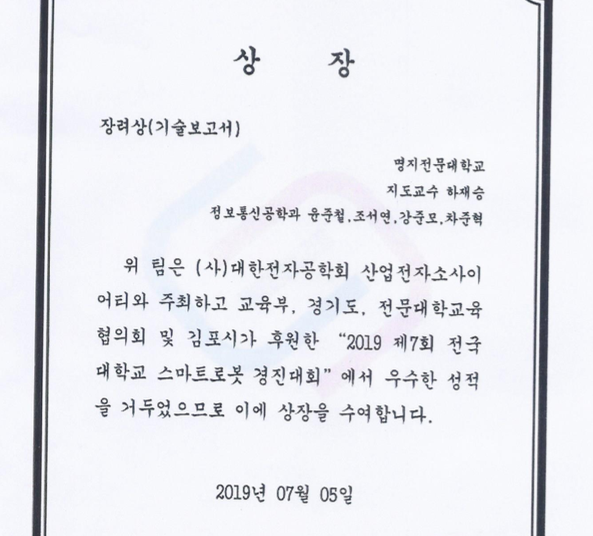 상 장
장려상(기술보고서)
명지전문대학교
지도교수 하재승
정보통신공학과 윤준철,조서연,강준모,차준혁
위 팀은 (사)대한전자공학회 산업전자소사이
어티와 주최하고 교육부, 경기도, 전문대학교육
협의회 및 김포시가 후원한 “2019 제7회 전국
대학교 스마트로봇 경진대회”에서 우수한 성적
을 거두었으므로 이에 상장을 수여합니다.
2019년 07월 05일